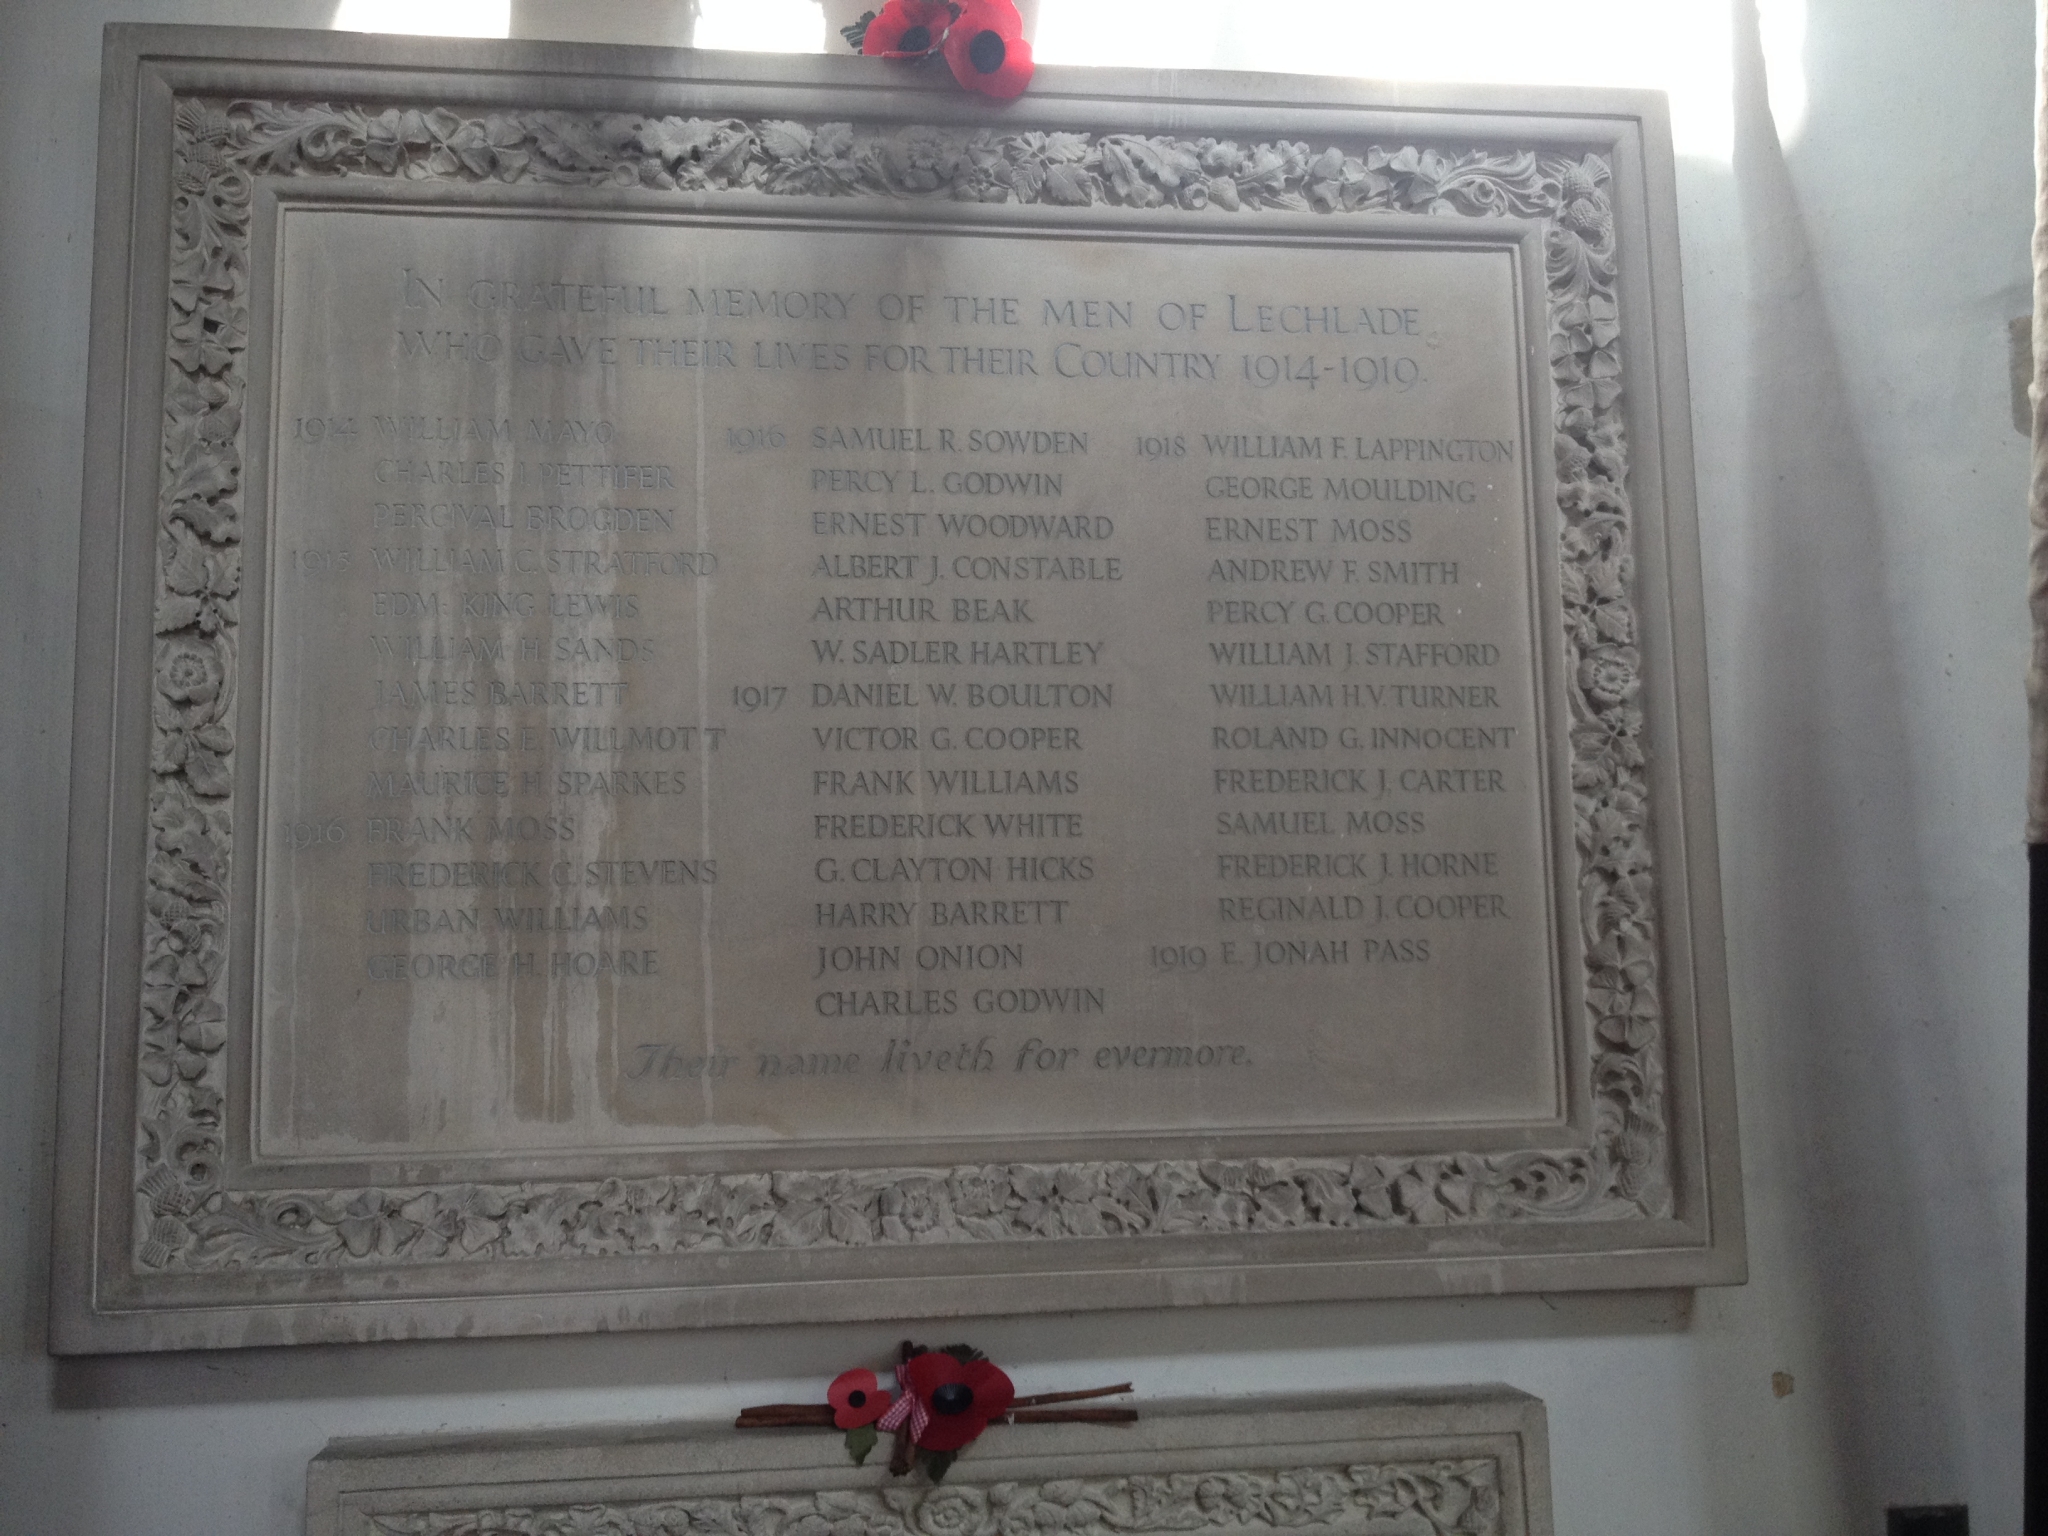 IN GRATEFUL MEMORY OF THE MEN OF LECHLADE
WHO GAVE THEIR LIVES FOR THEIR COUNTRY 1914-1919.
1914 WILLIAM MAYO
CHARLES J. PETTIFER
PERCIVAL BROGDEN
1915 WILLIAM C. STRATFORD
EDM: KING LEWIS
WILLIAM H. SANDS
JAMES BARRETT
CHARLES E. WILLMOTT
MAURICE H. SPARKES
1916 FRANK MOSS
FREDERICK C. STEVENS
URBAN WILLIAMS
GEORGE H. HOARE
1916 SAMUEL R. SOWDEN
PERCY L. GODWIN
ERNEST WOODWARD
ALBERT J. CONSTABLE
ARTHUR BEAK
W. SADLER HARTLEY
1917 DANIEL W. BOULTON
VICTOR G. COOPER
FRANK WILLIAMS
FREDERICK WHITE
G. CLAYTON HICKS
HARRY BARRETT
JOHN ONION
CHARLES GODWIN
1918 WILLIAM F. LAPPINGTON
GEORGE MOULDING
ERNEST MOSS
ANDREW F. SMITH
PERCY G. COOPER
WILLIAM J. STAFFORD
WILLIAM H.V. TURNER
ROLAND G. INNOCENT
FREDERICK J. CARTER
SAMUEL MOSS
FREDERICK J. HORNE
REGINALD J. COOPER
1919 E. JONAH PASS
Their name liveth for evermore.